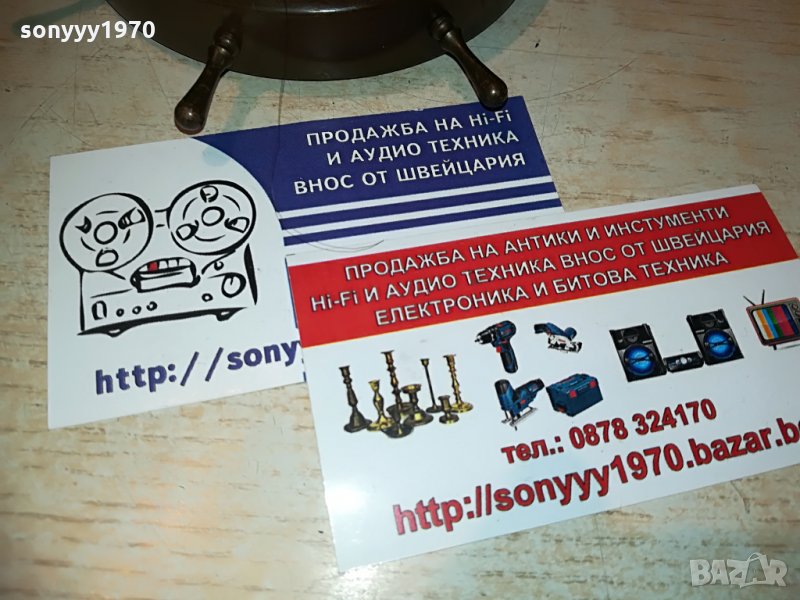 sonyyy1970
ПРОДАЖБА НА Hi-Fi
И АУДИО ТЕХНИКА
ВНОС ОТ ШВЕЙЦАРИЯ
http://sony
ПРОДАЖБА НА АНТИКИ И ИНСТУМЕНТИ
Hi-Fi И АУДИО ТЕХНИКА ВНОС ОТ ШВЕЙЦАРИЯ
ЕЛЕКТРОНИКА И БИТОВА ТЕХНИКА
тел.: 0878 324170
http://sonyyy1970.bazar.b
BAZAR